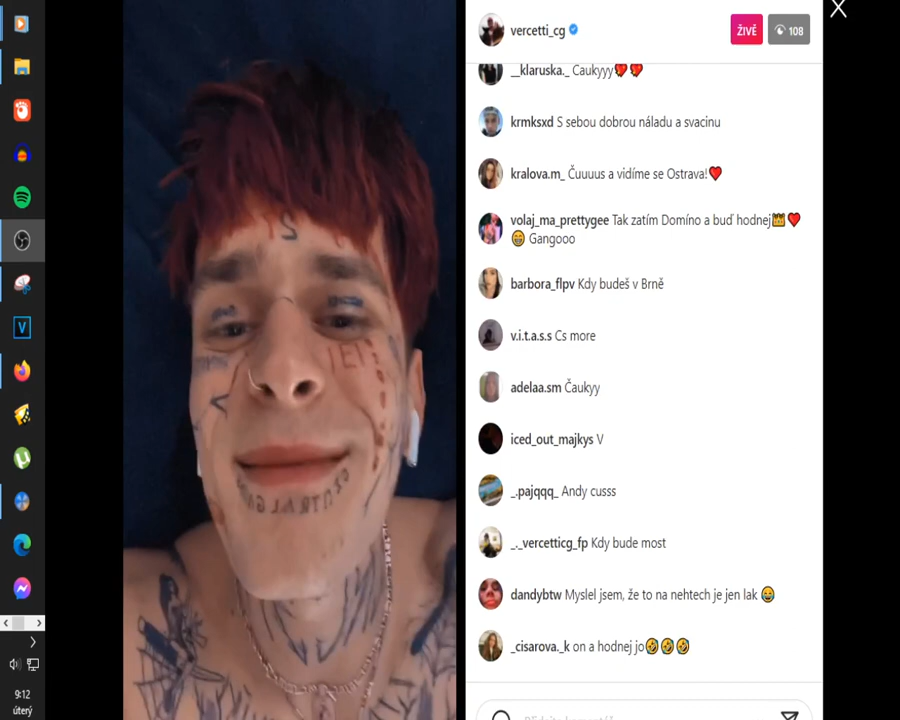 vercetti_cg
ŽIVĚ
108
__klaruska._ Čaukyyy❣️❣️
krmksxd S sebou dobrou náladu a svacinu
kralova.m_ Čuuuus a vidíme se Ostrava!❤️
volaj_ma_prettygee Tak zatím Domíno a buď hodnej👑❤️
😁 Gangooo
barbora_flpv Kdy budeš v Brně
v.i.t.a.s.s Cs more
adelaa.sm Čaukyy
iced_out_majkys V
_.pajqqq_ Andy cusss
_._vercetticg_fp Kdy bude most
dandybtw Myslel jsem, že to na nehtech je jen lak 😂
_cisarova._k on a hodnej jo🤣🤣🤣
9:12
úterý